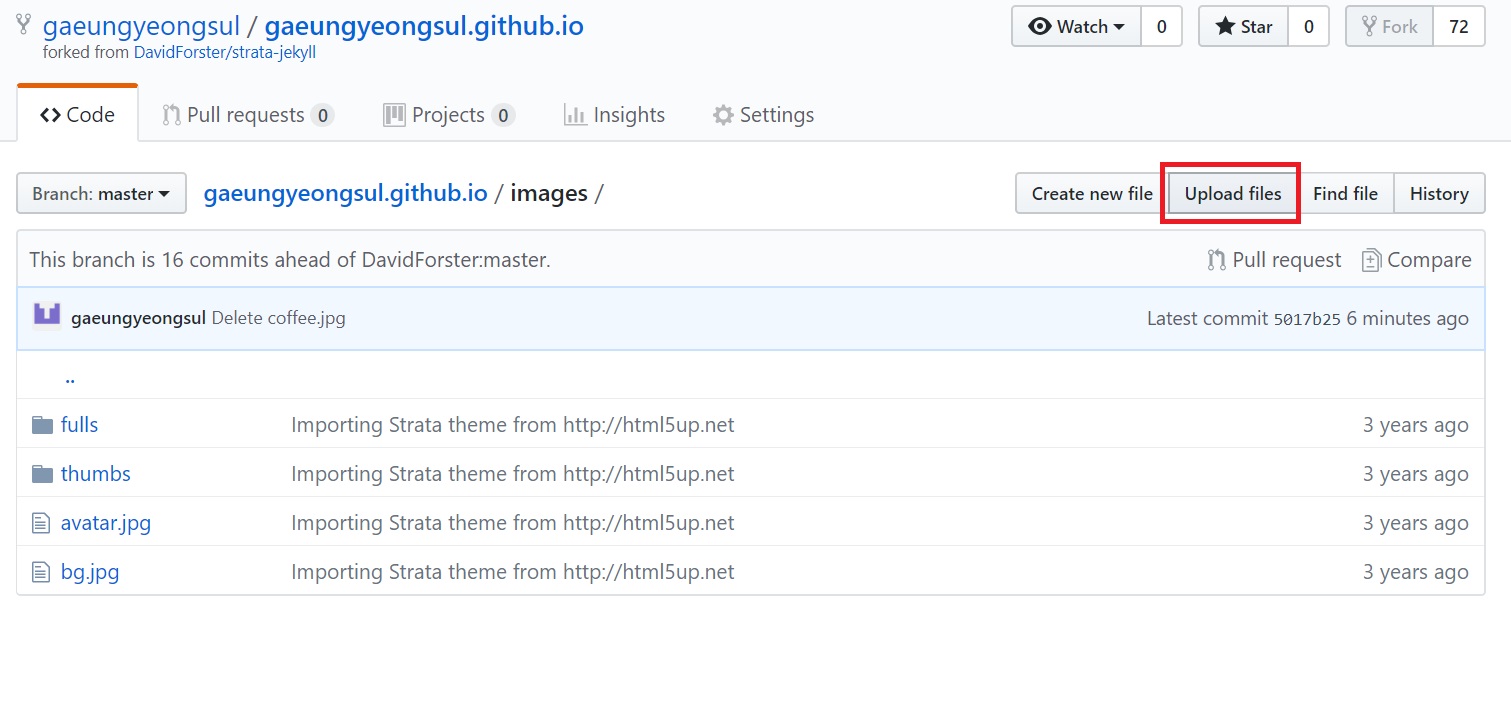 gaeungyeongsul / gaeungyeongsul.github.io
Watch 0 Star 0 Fork 72
forked from DavidForster/strata-jekyll
Code Pull requests 0 Projects 0 Insights Settings
Branch: master gaeungyeongsul.github.io / images / Create new file Upload files Find file History
This branch is 16 commits ahead of DavidForster:master. Pull request Compare
gaeungyeongsul Delete coffee.jpg Latest commit 5017b25 6 minutes ago
..
fulls Importing Strata theme from http://html5up.net 3 years ago
thumbs Importing Strata theme from http://html5up.net 3 years ago
avatar.jpg Importing Strata theme from http://html5up.net 3 years ago
bg.jpg Importing Strata theme from http://html5up.net 3 years ago